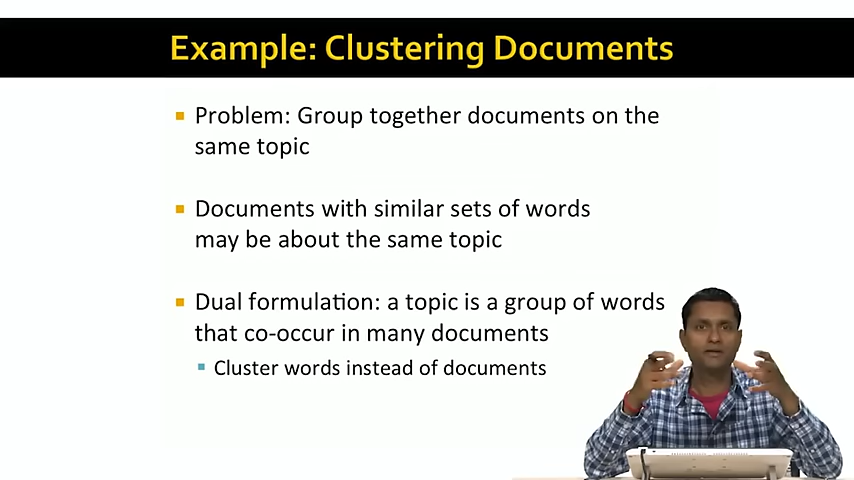 Example: Clustering Documents
Problem: Group together documents on the
same topic
Documents with similar sets of words
may be about the same topic
Dual formulation: a topic is a group of words
that co-occur in many documents
Cluster words instead of documents